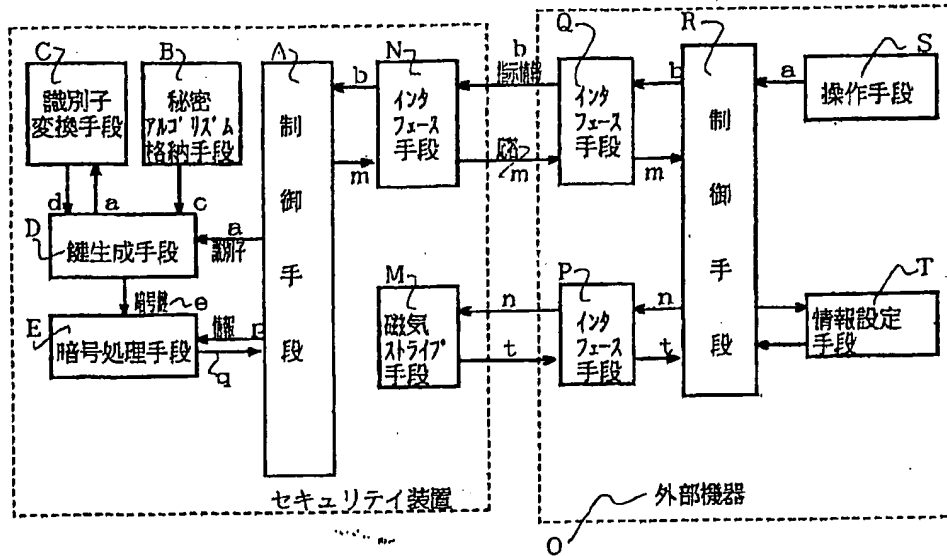 C
識別子
変換手段
B
秘密
アルゴリズム
格納手段
A
制御手段
N
インタ
フェース
手段
b
指示情報
Q
インタ
フェース
手段
R
制御手段
S
操作手段
b
b
a
m
応答
m
m
d
a
c
D
鍵生成手段
a
識別子
暗号鍵
e
E
暗号処理手段
情報
p
q
M
磁気
ストライプ
手段
n
t
P
インタ
フェース
手段
n
t
T
情報設定
手段
セキュリテイ装置
外部機器
O